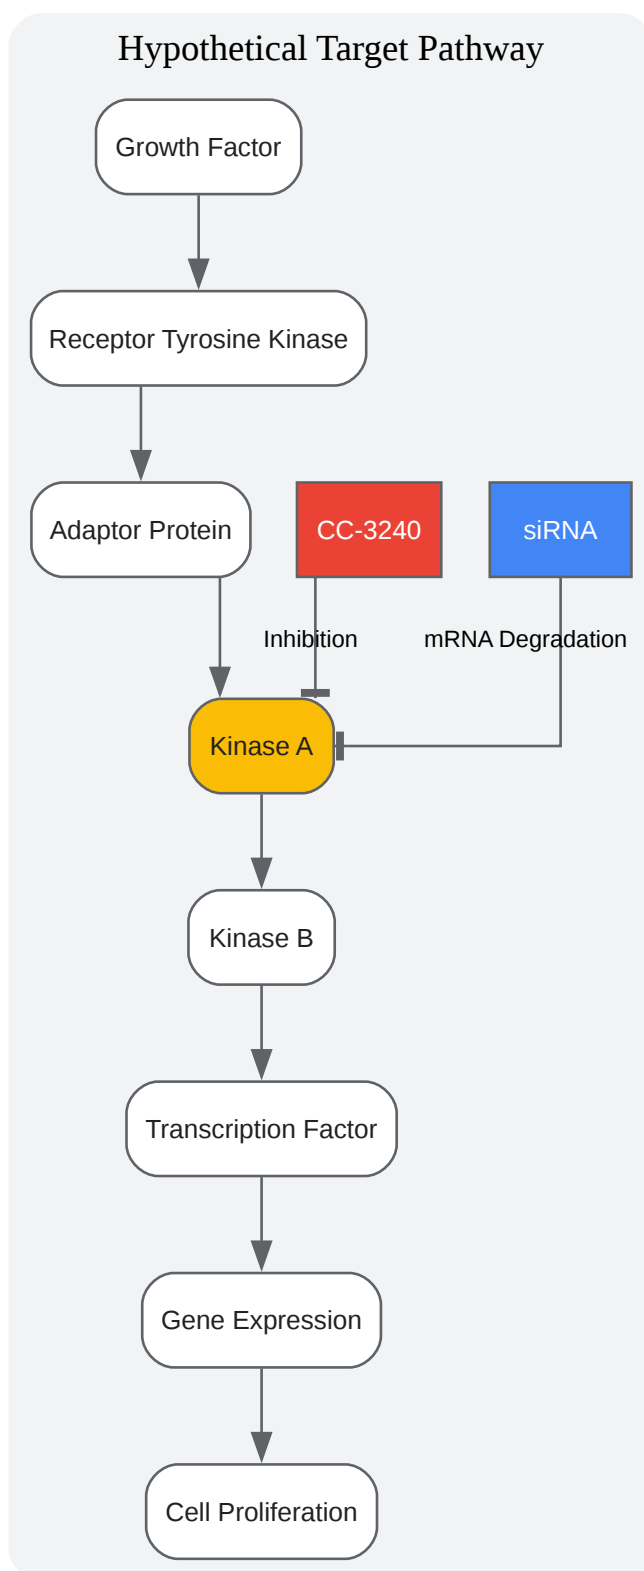 Hypothetical Target Pathway
Growth Factor
Receptor Tyrosine Kinase
Adaptor Protein
CC-3240
siRNA
Inhibition
mRNA Degradation
Kinase A
Kinase B
Transcription Factor
Gene Expression
Cell Proliferation